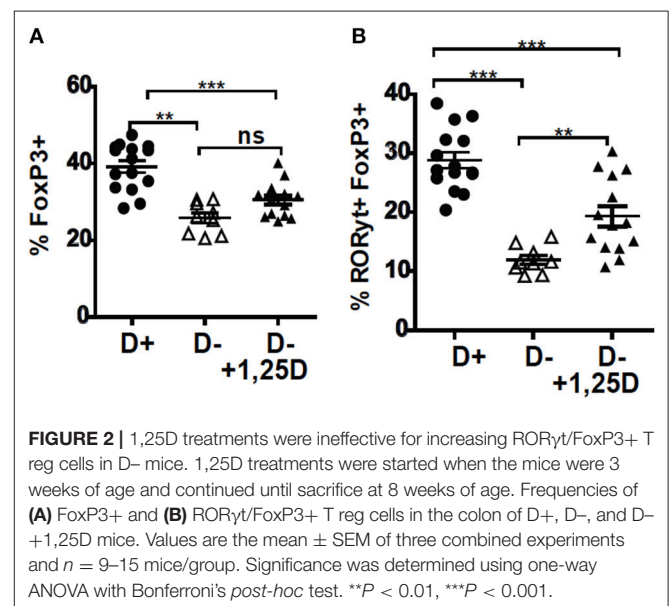 A
60
40
20
0
% FoxP3+
***
**
ns
D+
D-
D-
+1,25D
B
40
30
20
10
0
% RORyt+ FoxP3+
***
***
**
D+
D-
D-
+1,25D
FIGURE 2 | 1,25D treatments were ineffective for increasing RORγt/FoxP3+ T
reg cells in D– mice. 1,25D treatments were started when the mice were 3
weeks of age and continued until sacrifice at 8 weeks of age. Frequencies of
(A) FoxP3+ and (B) RORγt/FoxP3+ T reg cells in the colon of D+, D–, and D–
+1,25D mice. Values are the mean ± SEM of three combined experiments
and n = 9–15 mice/group. Significance was determined using one-way
ANOVA with Bonferroni's post-hoc test. **P < 0.01, ***P < 0.001.